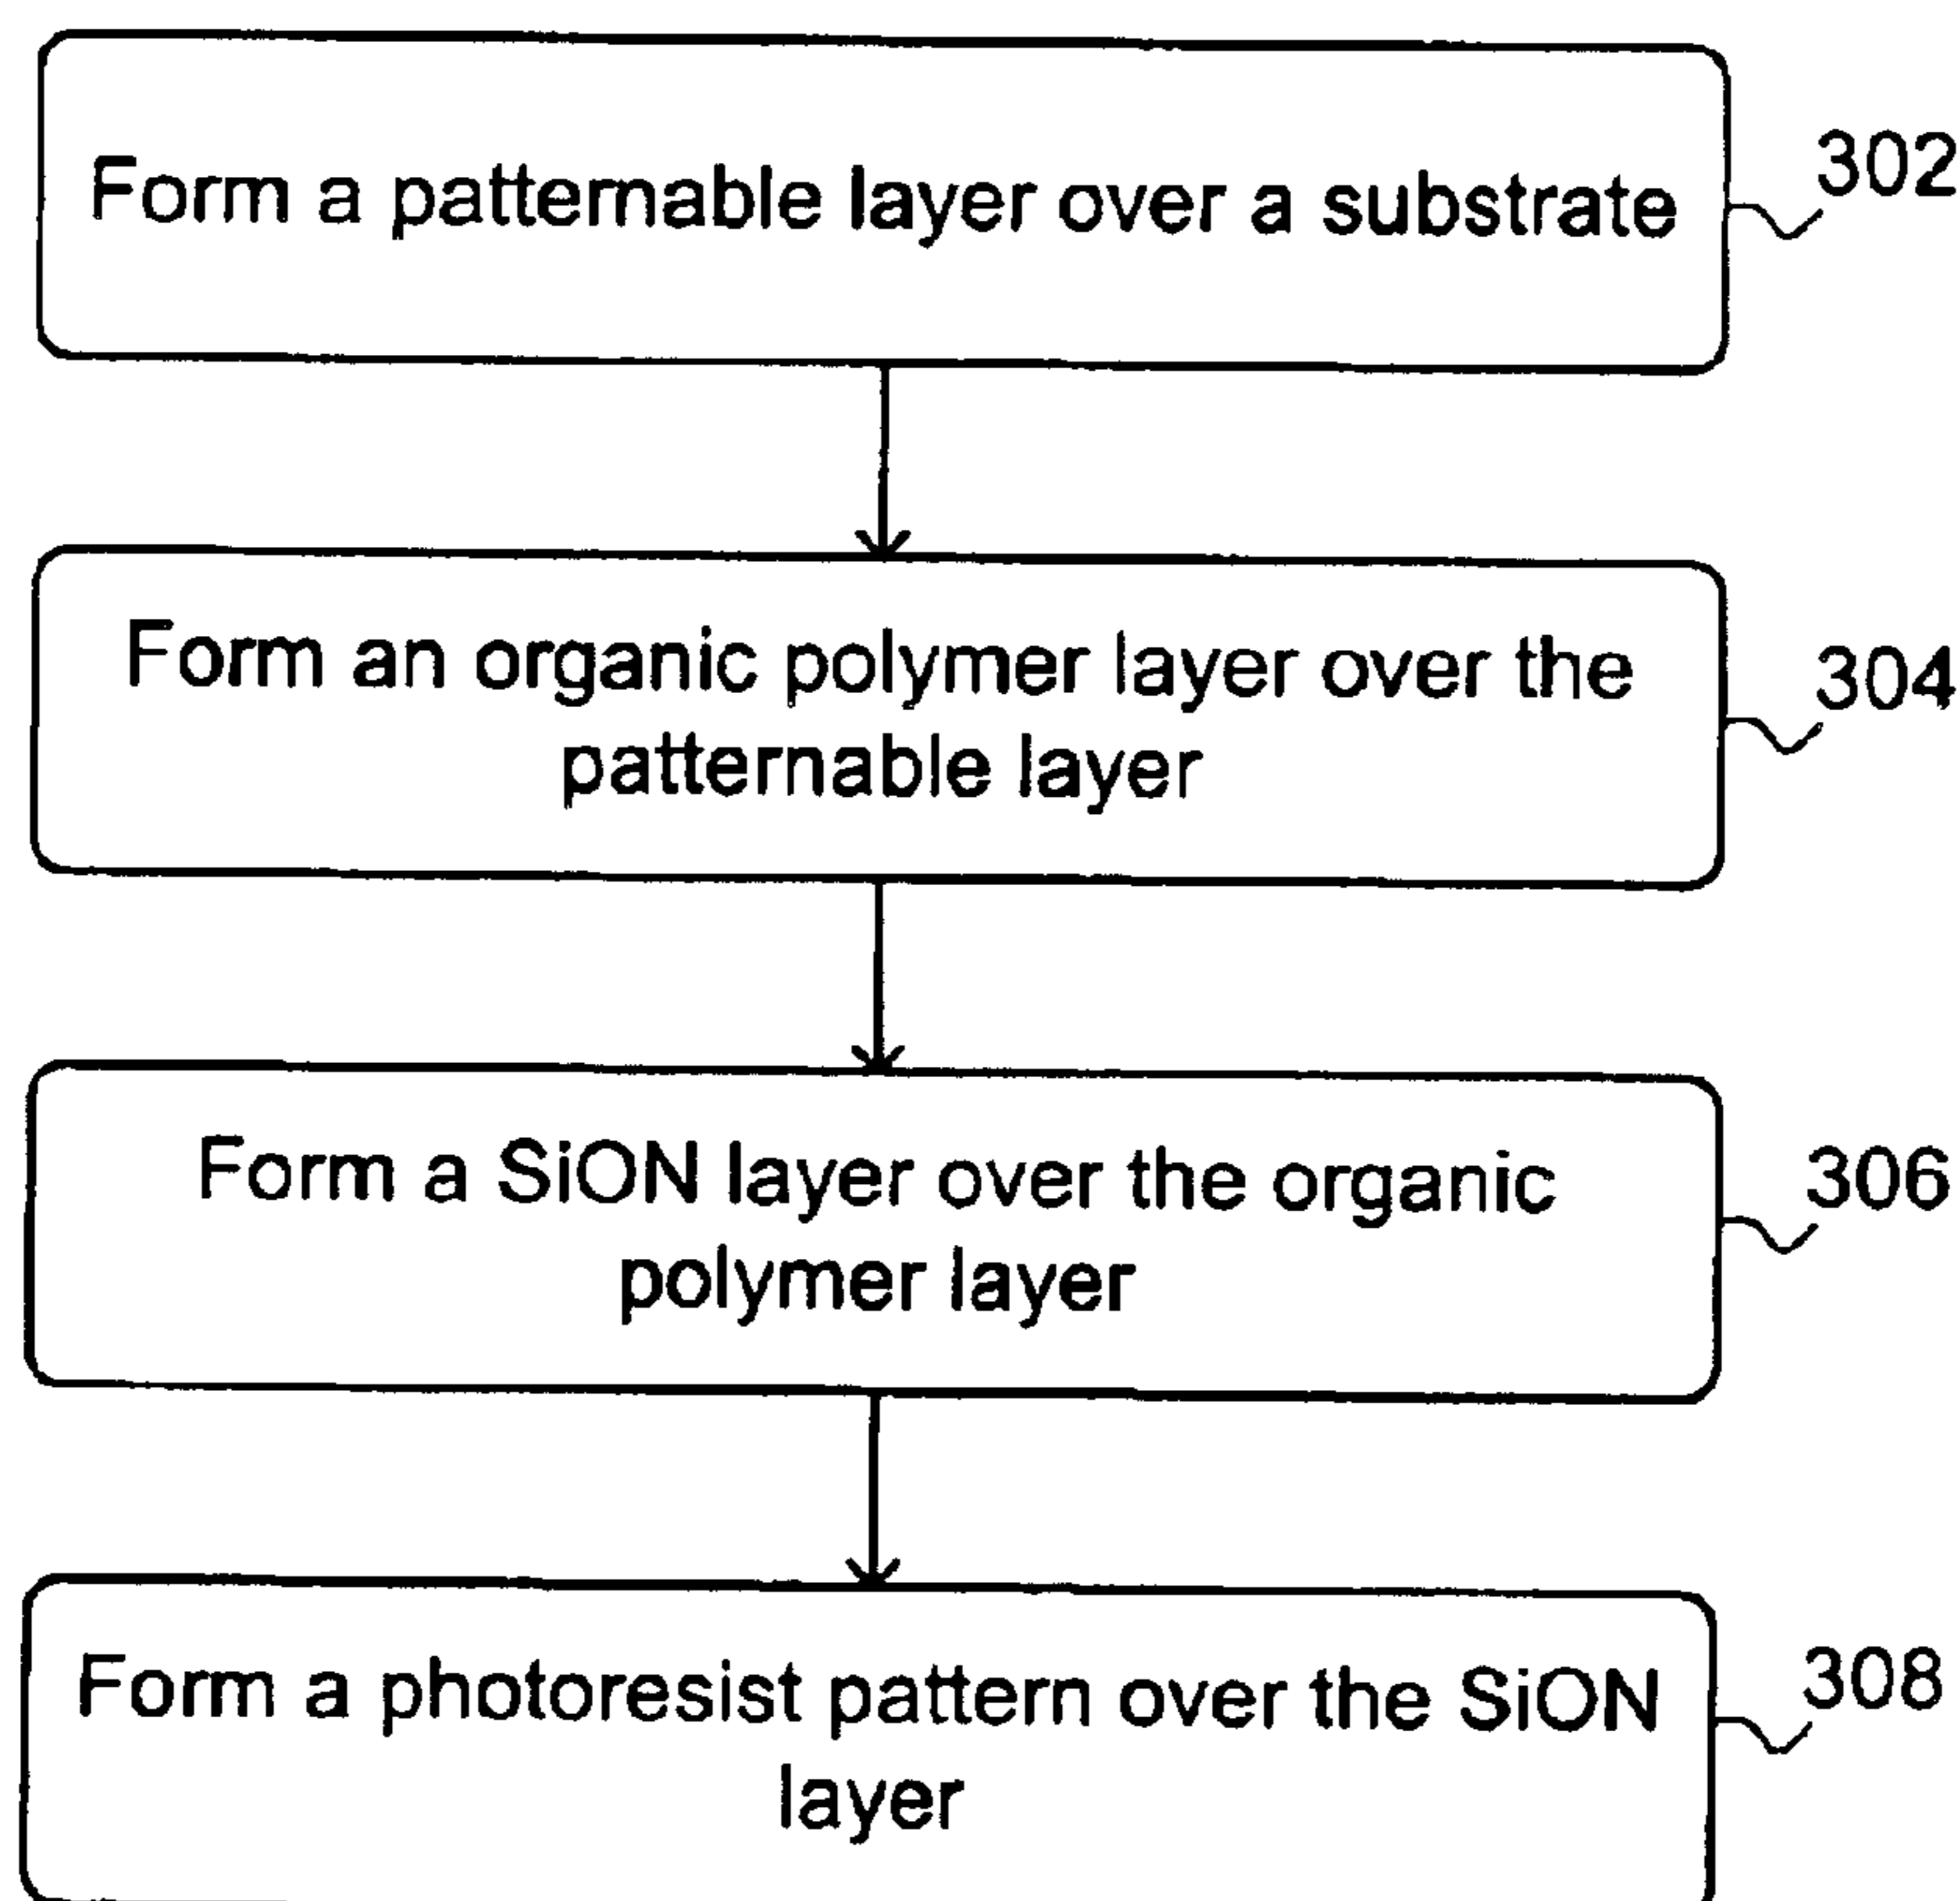 Form a patternable layer over a substrate
302
Form an organic polymer layer over the
patternable layer
304
Form a SiON layer over the organic
polymer layer
306
Form a photoresist pattern over the SiON
layer
308